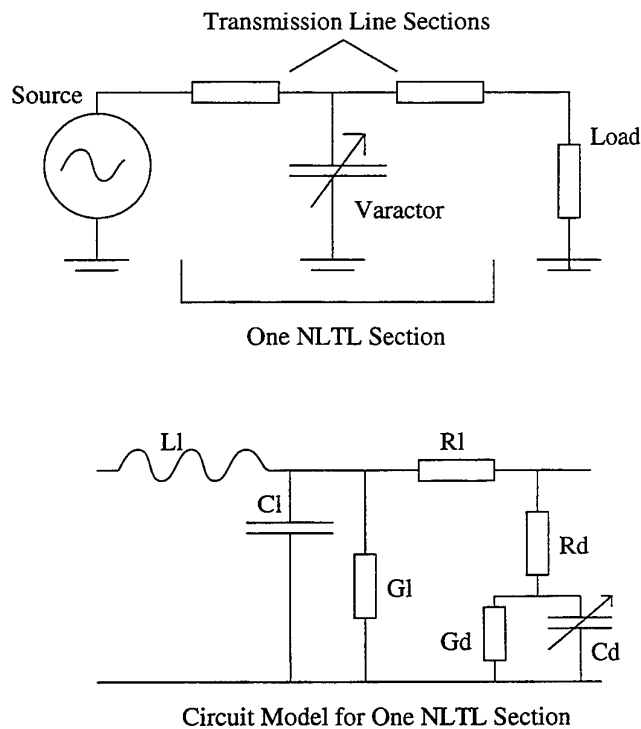 Transmission Line Sections
Source
Load
Varactor
One NLTL Section
Ll
Rl
Cl
Rd
Gl
Gd
Cd
Circuit Model for One NLTL Section